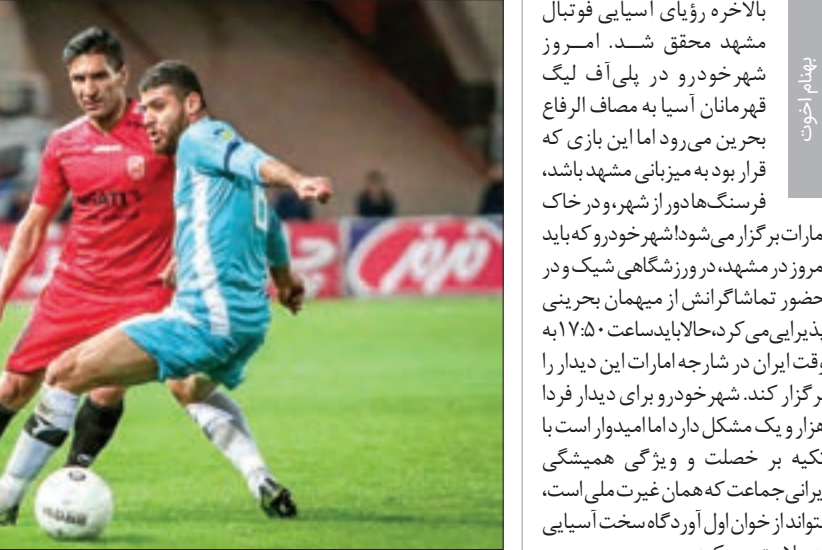 بهنام اخوت
بالاخره رؤیای آسیایی فوتبال
مشهد محقق شــد. امــروز
شهرخودرو در پلی‌آف لیگ
قهرمانان آسیا به مصاف الرفاع
بحرین می‌رود اما این بازی که
قرار بود به میزبانی مشهد باشد،
فرسنگ‌ها دور از شهر، و در خاک
امارات برگزار می‌شود! شهرخودرو که باید
امروز در مشهد، در ورزشگاهی شیک و در
حضور تماشاگرانش از میهمان بحرینی
پذیرایی می‌کرد، حالا باید ساعت ۱۷:۵۰ به
وقت ایران در شارجه امارات این دیدار را
برگزار کند. شهرخودرو برای دیدار فردا
هزار و یک مشکل دارد اما امیدوار است با
تکیه بر خصلت و ویژگی همیشگی
ایرانی جماعت که همان غیرت ملی است،
بتواند از خوان اول آوردگاه سخت آسیایی